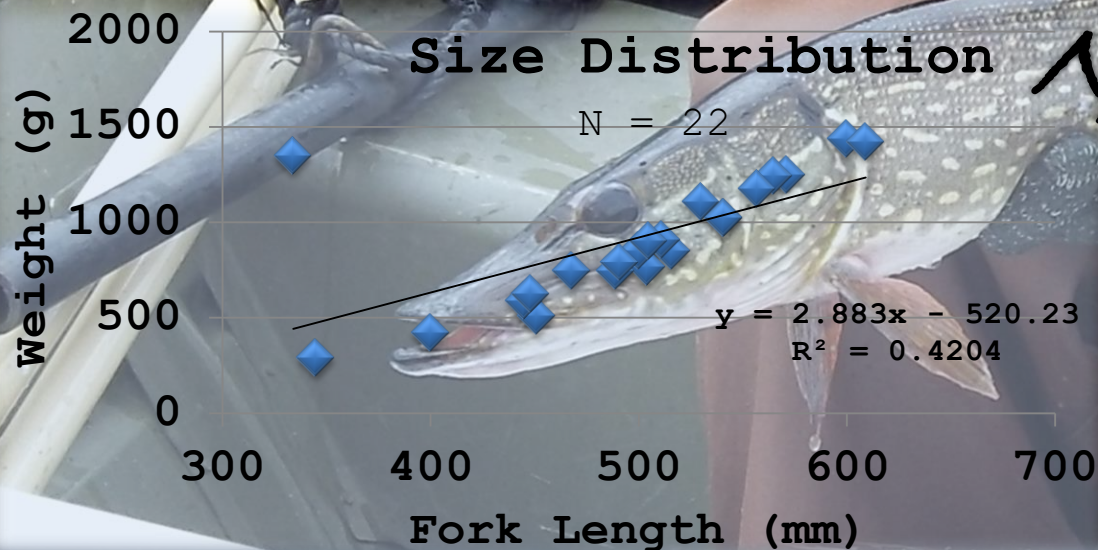 Size Distribution
N = 22
Weight (g)
2000
1500
1000
500
0
y = 2.883x - 520.23
R² = 0.4204
300 400 500 600 700
Fork Length (mm)